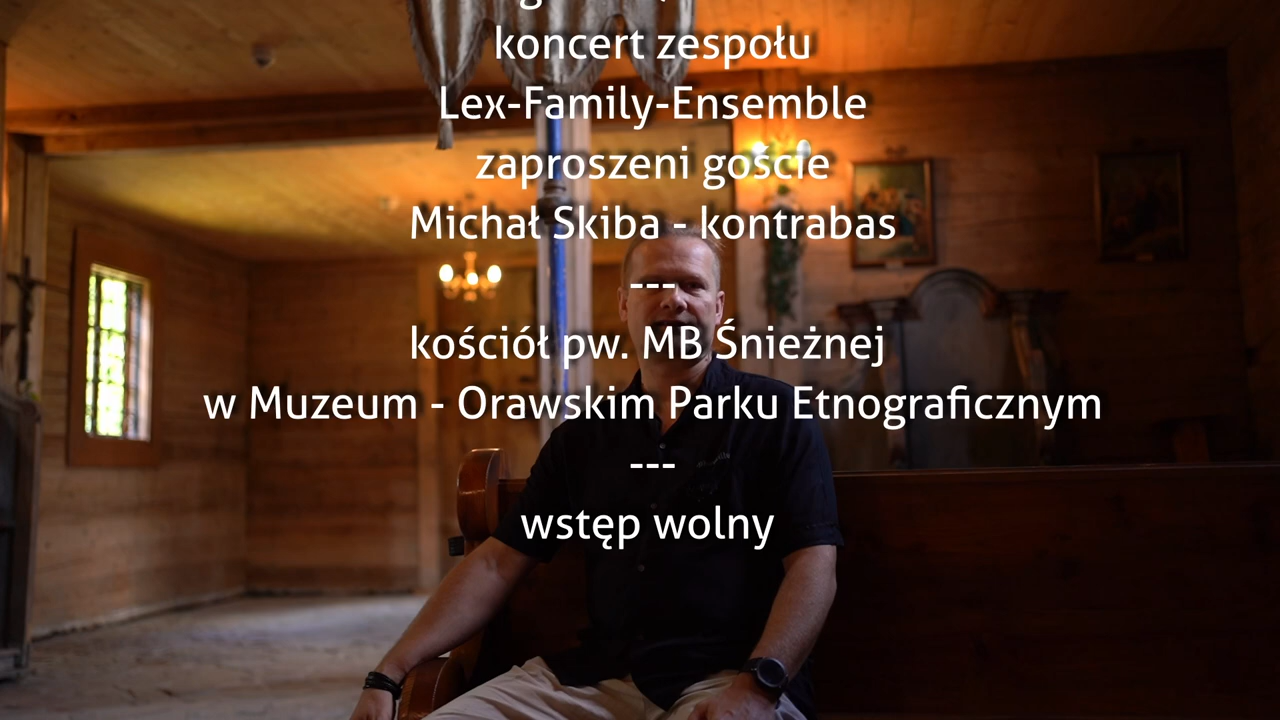 koncert zespołu
Lex-Family-Ensemble
zaproszeni goście
Michał Skiba - kontrabas
---
kościół pw. MB Śnieżnej
w Muzeum - Orawskim Parku Etnograficznym
---
wstęp wolny